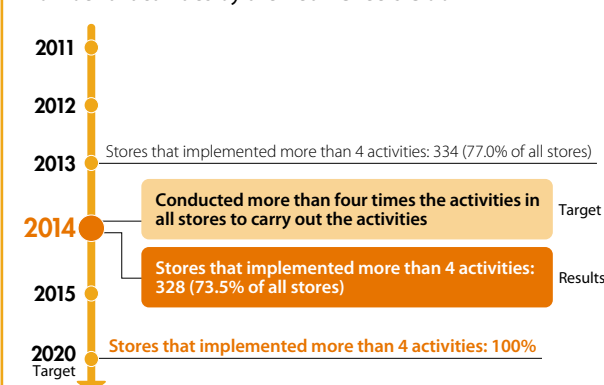 2011
2012
Stores that implemented more than 4 activities: 334 (77.0% of all stores)
2013
Conducted more than four times the activities in
all stores to carry out the activities
Target
2014
Stores that implemented more than 4 activities:
328 (73.5% of all stores)
Results
2015
Stores that implemented more than 4 activities: 100%
2020
Target